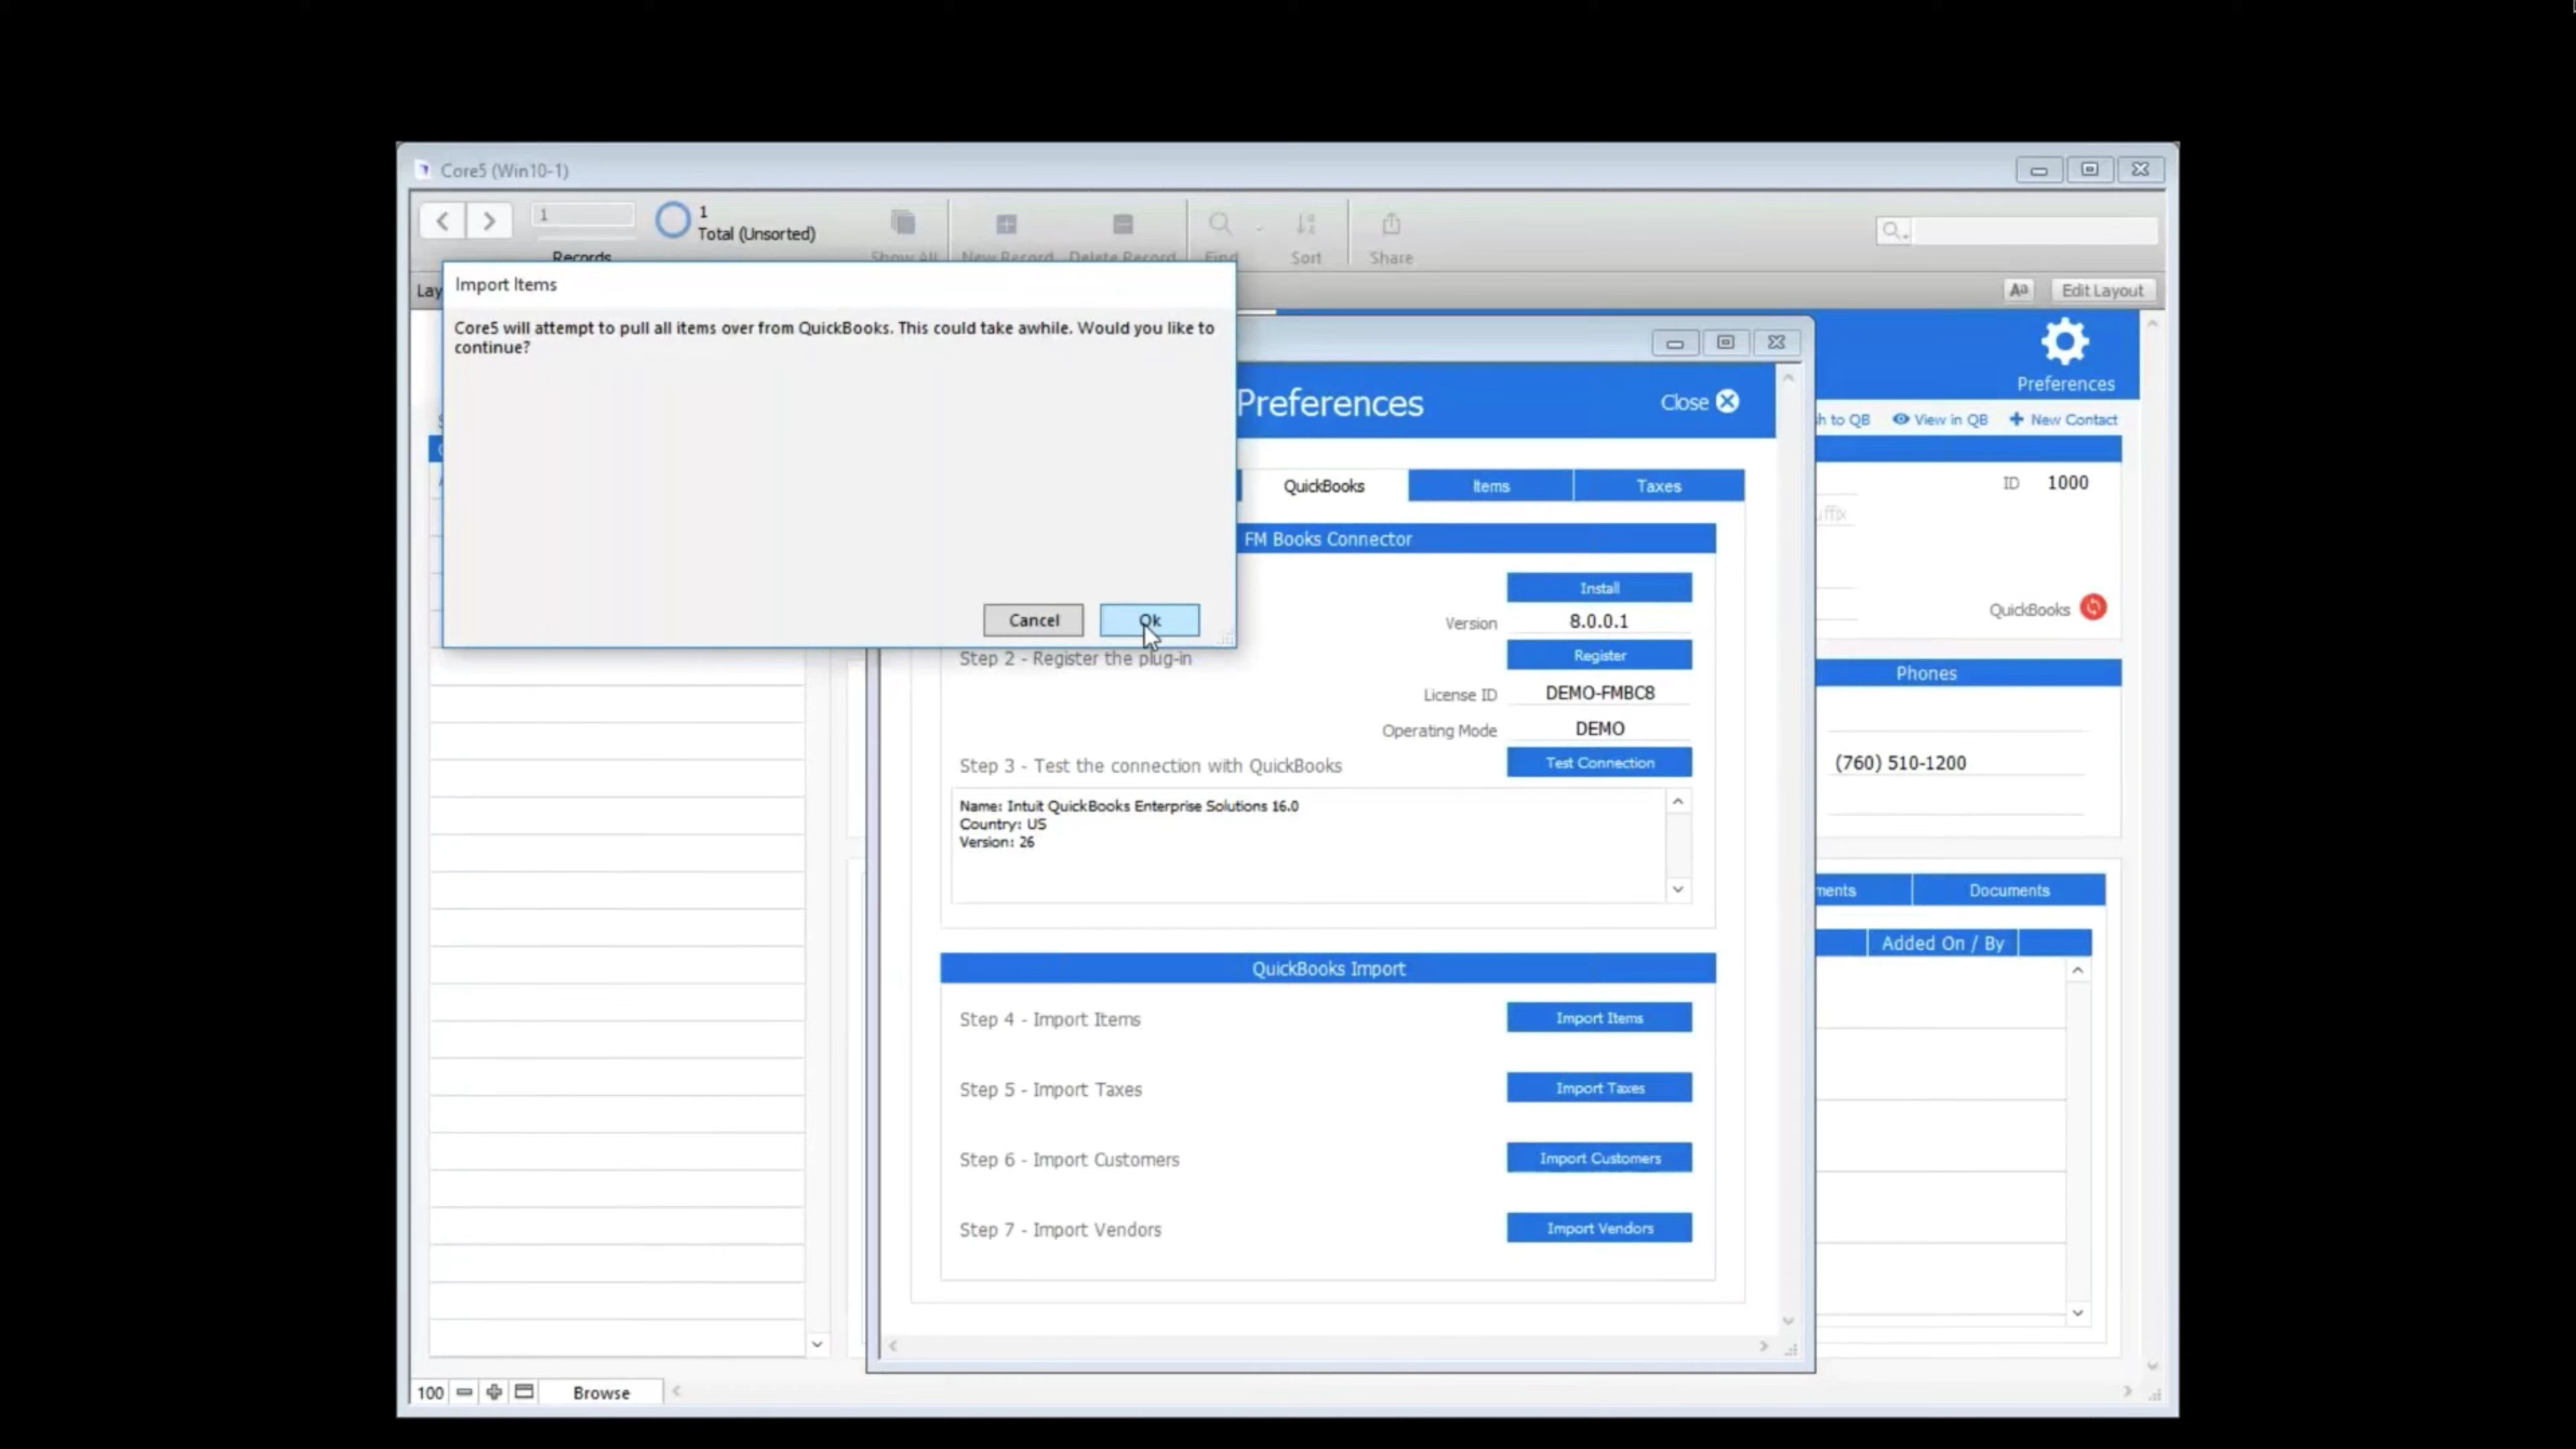 Core5 (Win10-1)
1
1
Total (Unsorted)
Records
Show All
New Record
Delete Record
Find
Sort
Share
Aa
Edit Layout
Import Items
Core5 will attempt to pull all items over from QuickBooks. This could take awhile. Would you like to
continue?
Cancel
Ok
Preferences
Preferences
Close
to QB
View in QB
New Contact
QuickBooks
Items
Taxes
ID
1000
FM Books Connector
Install
Version
8.0.0.1
QuickBooks
Step 2 - Register the plug-in
Register
License ID
DEMO-FMBC8
Phones
Operating Mode
DEMO
Step 3 - Test the connection with QuickBooks
Test Connection
(760) 510-1200
Name: Intuit QuickBooks Enterprise Solutions 16.0
Country: US
Version: 26
Documents
Added On / By
QuickBooks Import
Step 4 - Import Items
Import Items
Step 5 - Import Taxes
Import Taxes
Step 6 - Import Customers
Import Customers
Step 7 - Import Vendors
Import Vendors
100
Browse